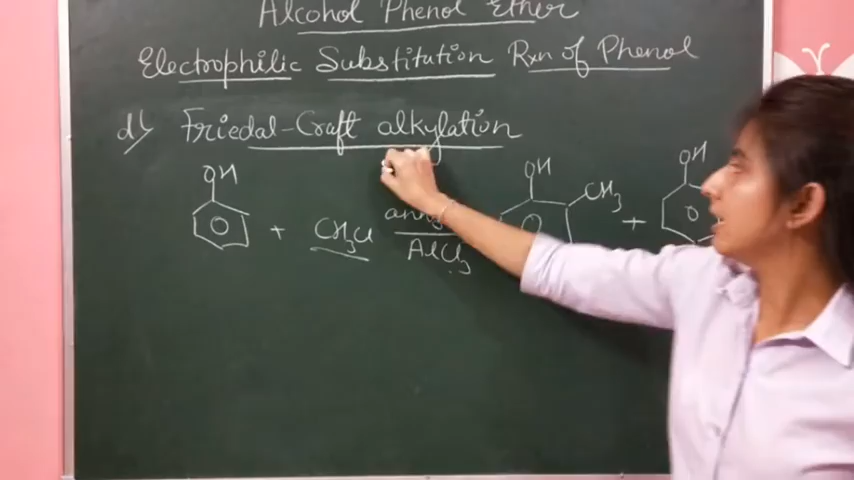 Alcohol Phenol Ether
Electrophilic Substitution Rxn of Phenol
d) Friedal-Craft alkylation
OH + CH3Cl AlCl3 OH CH3 + OH